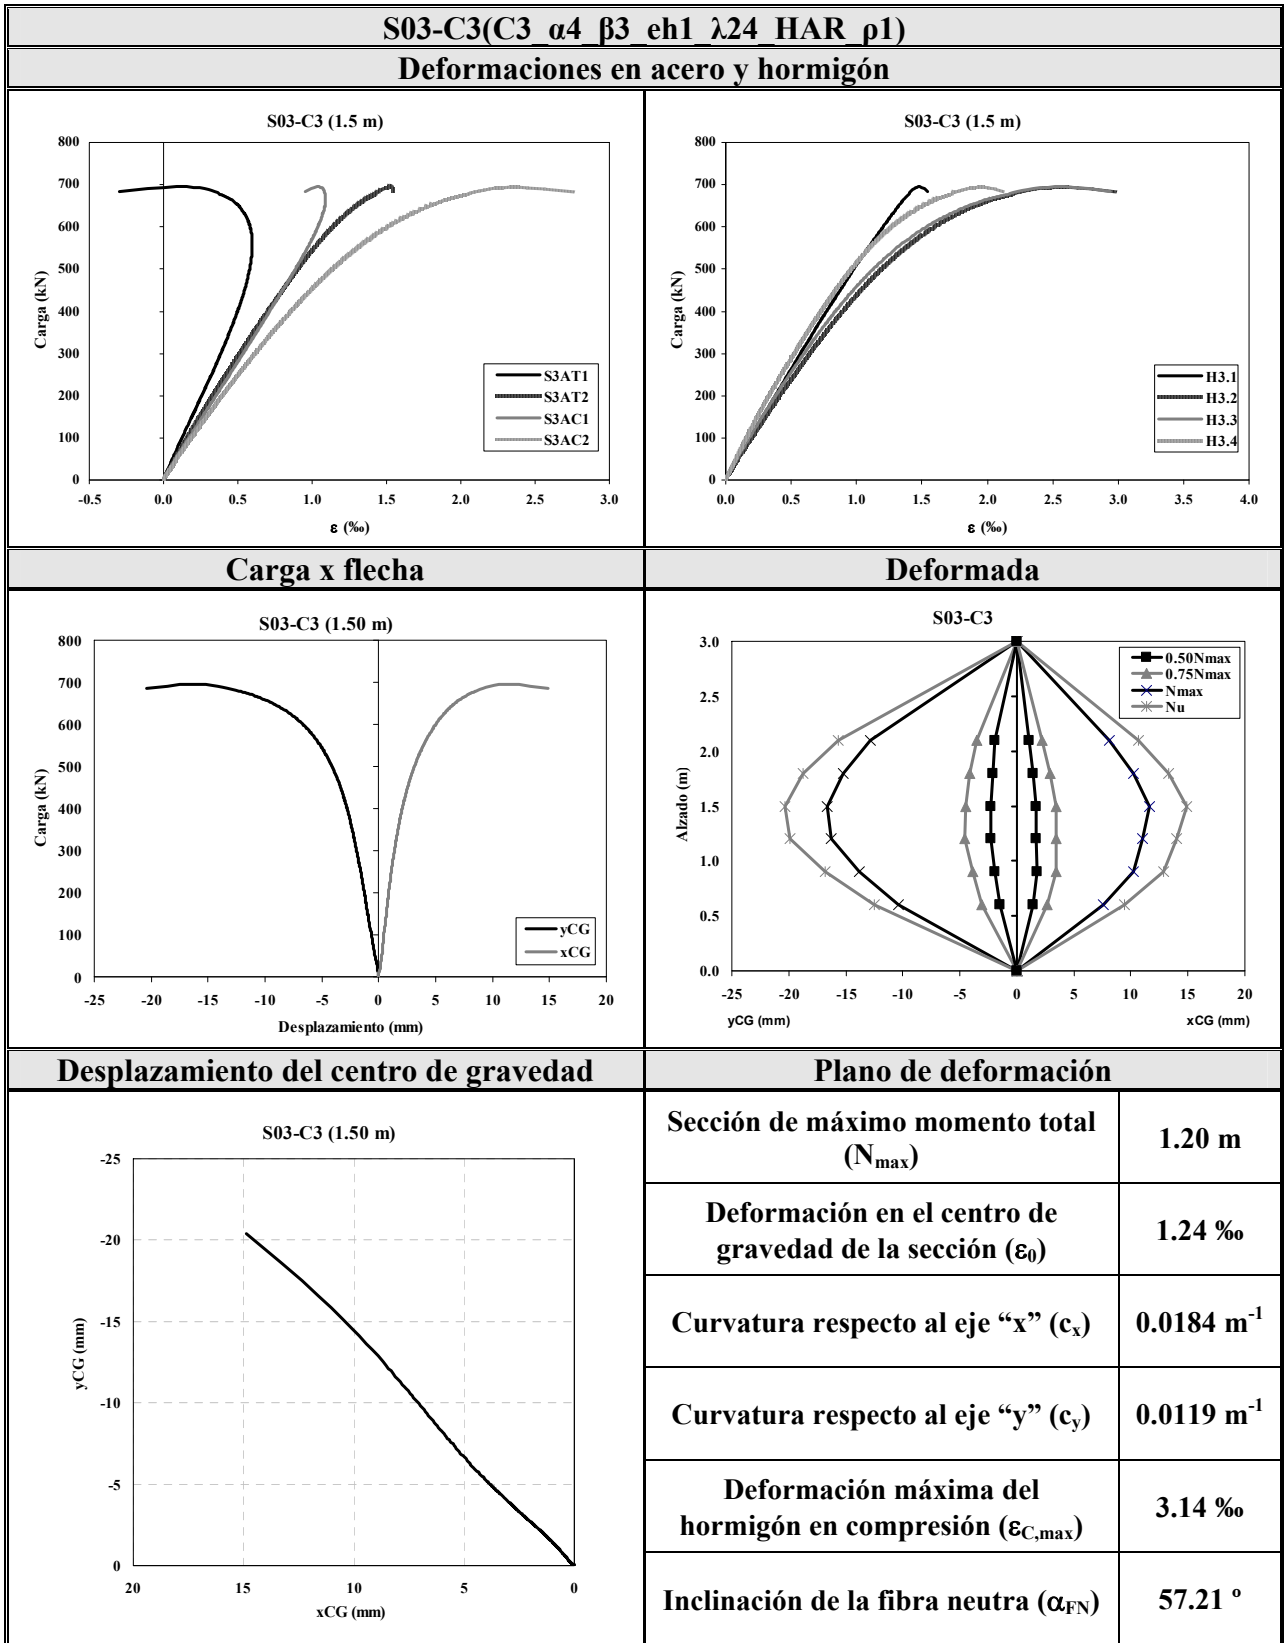 S03-C3(C3_α4_β3_eh1_λ24_HAR_ρ1)
Deformaciones en acero y hormigón
S03-C3 (1.5 m)
800
700
600
500
400
300
200
100
0
-0.5 0.0 0.5 1.0 1.5 2.0 2.5 3.0
Carga (kN)
ε (‰)
S3AT1
S3AT2
S3AC1
S3AC2
S03-C3 (1.5 m)
800
700
600
500
400
300
200
100
0
0.0 0.5 1.0 1.5 2.0 2.5 3.0 3.5 4.0
Carga (kN)
ε (‰)
H3.1
H3.2
H3.3
H3.4
Carga x flecha
Deformada
S03-C3 (1.50 m)
800
700
600
500
400
300
200
100
0
-25 -20 -15 -10 -5 0 5 10 15 20
Carga (kN)
Desplazamiento (mm)
yCG
xCG
S03-C3
3.0
2.5
2.0
1.5
1.0
0.5
0.0
-25 -20 -15 -10 -5 0 5 10 15 20
Alzado (m)
yCG (mm) xCG (mm)
0.50Nmax
0.75Nmax
Nmax
Nu
Desplazamiento del centro de gravedad
Plano de deformación
S03-C3 (1.50 m)
-25
-20
-15
-10
-5
0
20 15 10 5 0
yCG (mm)
xCG (mm)
Sección de máximo momento total
(Nmax)
1.20 m
Deformación en el centro de
gravedad de la sección (ε0)
1.24 ‰
Curvatura respecto al eje “x” (cx)
0.0184 m-1
Curvatura respecto al eje “y” (cy)
0.0119 m-1
Deformación máxima del
hormigón en compresión (εC,max)
3.14 ‰
Inclinación de la fibra neutra (αFN)
57.21 º